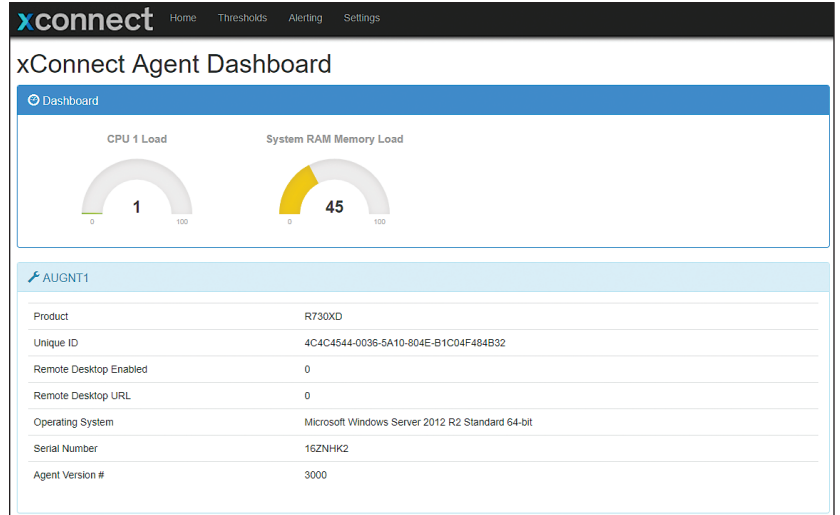 xconnect Home Thresholds Alerting Settings
xConnect Agent Dashboard
Dashboard
CPU 1 Load System RAM Memory Load
1 45
0 100 0 100
AUGNT1
Product R730XD
Unique ID 4C4C4544-0036-5A10-804E-B1C04F484B32
Remote Desktop Enabled 0
Remote Desktop URL 0
Operating System Microsoft Windows Server 2012 R2 Standard 64-bit
Serial Number 16ZNHK2
Agent Version # 3000